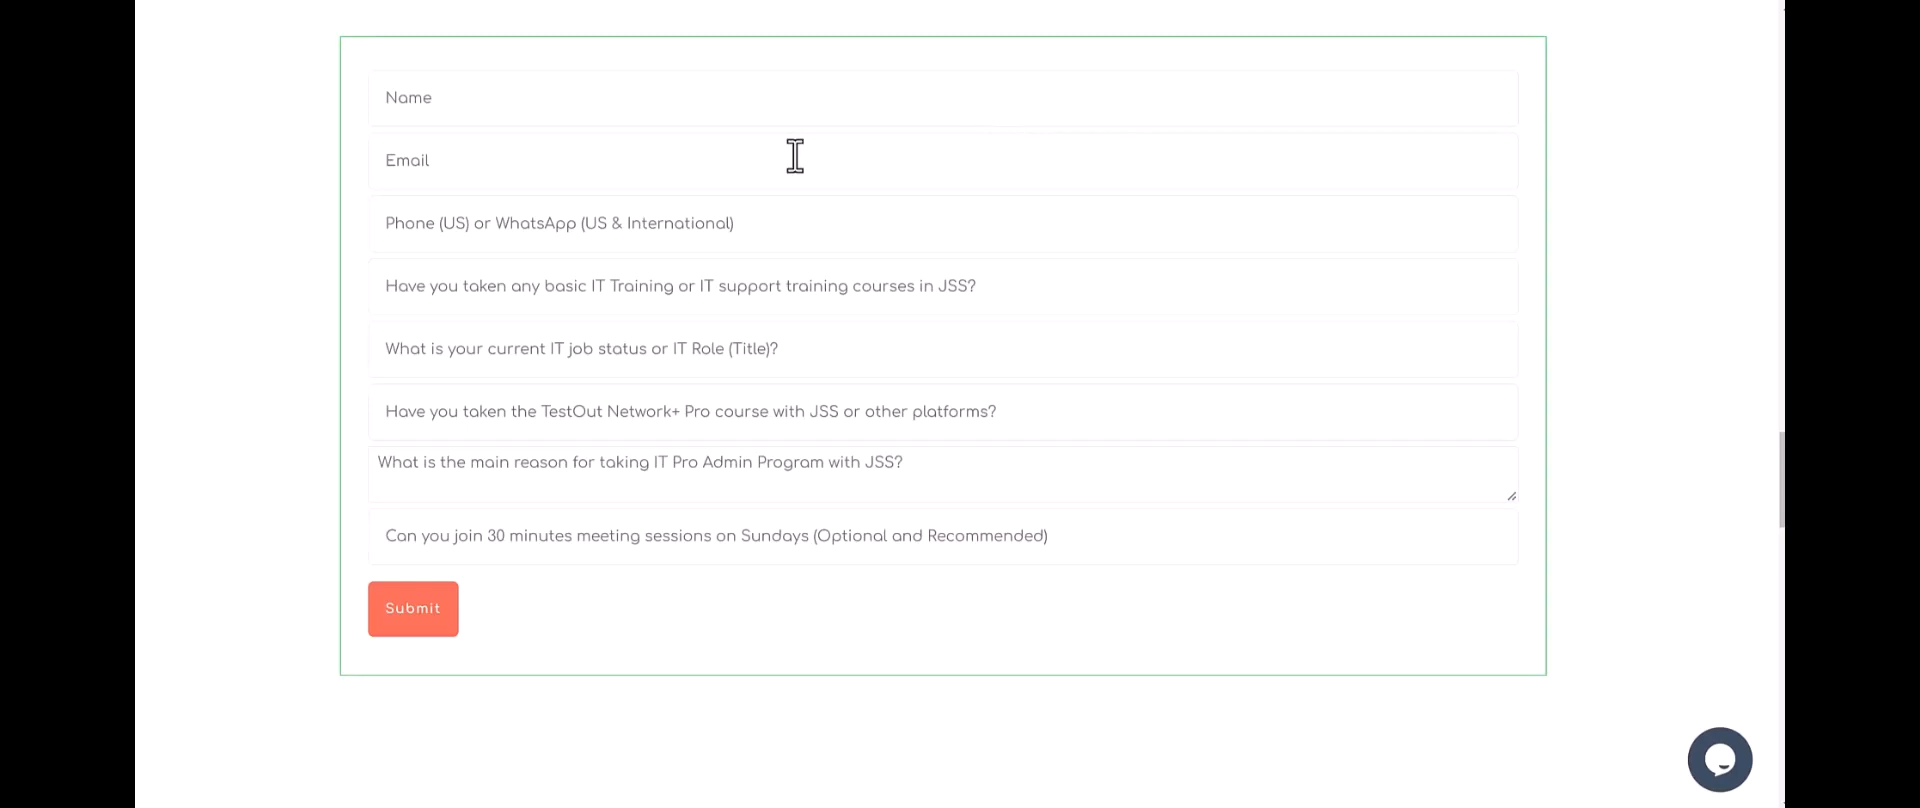 Name
Email
Phone (US) or WhatsApp (US & International)
Have you taken any basic IT Training or IT support training courses in JSS?
What is your current IT job status or IT Role (Title)?
Have you taken the TestOut Network+ Pro course with JSS or other platforms?
What is the main reason for taking IT Pro Admin Program with JSS?
Can you join 30 minutes meeting sessions on Sundays (Optional and Recommended)
Submit